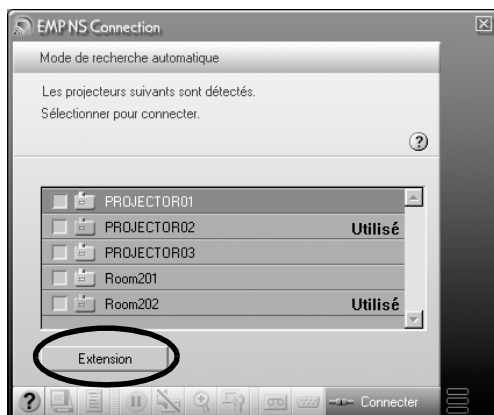 EMP NS Connection
Mode de recherche automatique
Les projecteurs suivants sont détectés.
Sélectionner pour connecter.
PROJECTOR01
PROJECTOR02 Utilisé
PROJECTOR03
Room201
Room202 Utilisé
Extension
Connecter